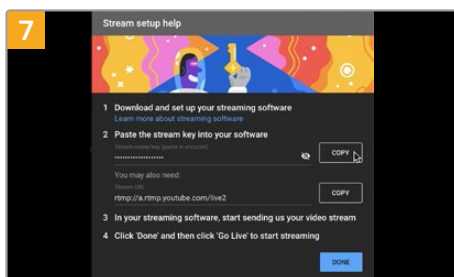 7
Stream setup help
1 Download and set up your streaming software
Learn more about streaming software
2 Paste the stream key into your software
Stream name/key (paste in encoder)
••••••••••••••••••••
COPY
You may also need:
Stream URL
rtmp://a.rtmp.youtube.com/live2
COPY
3 In your streaming software, start sending us your video stream
4 Click 'Done' and then click 'Go Live' to start streaming
DONE